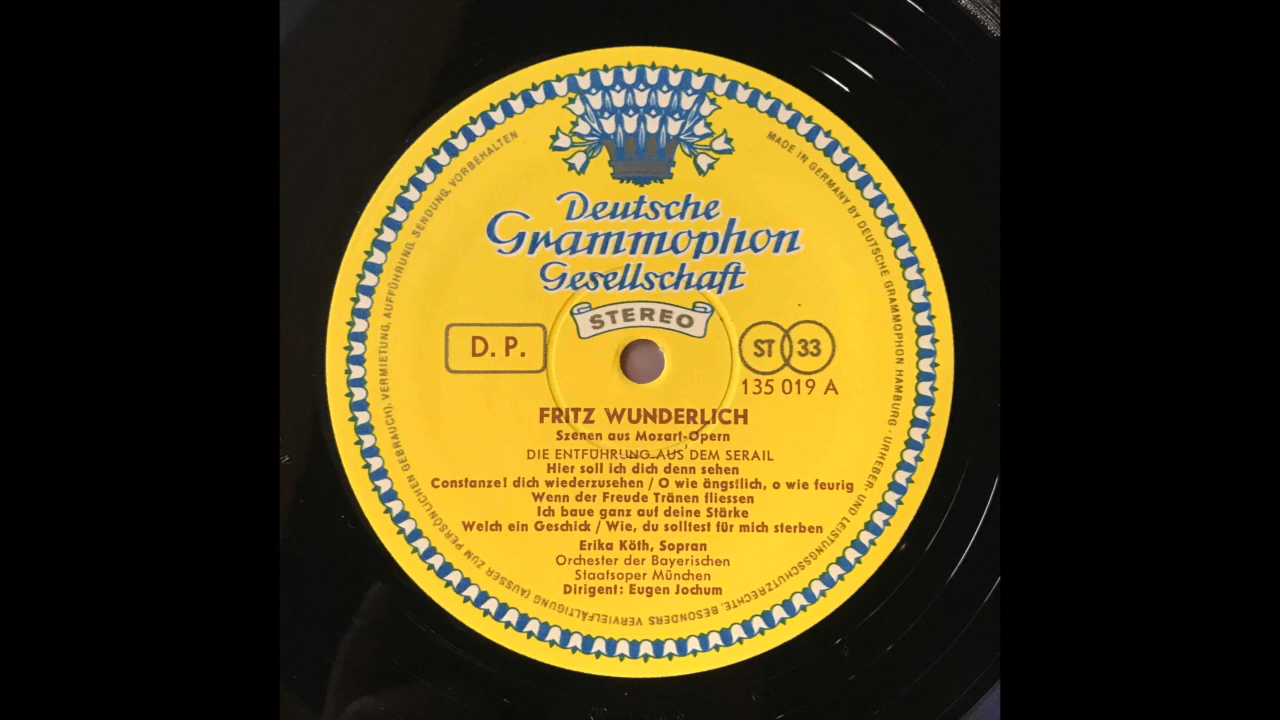 Deutsche
Grammophon
Gesellschaft
STEREO
D. P.
ST 33
135 019 A
FRITZ WUNDERLICH
Szenen aus Mozart-Opern
DIE ENTFÜHRUNG AUS DEM SERAIL
Hier soll ich dich denn sehen
Constanze! dich wiederzusehen / O wie ängstlich, o wie feurig
Wenn der Freude Tränen fliessen
Ich baue ganz auf deine Stärke
Welch ein Geschick / Wie, du solltest für mich sterben
Erika Köth, Sopran
Orchester der Bayerischen
Staatsoper München
Dirigent: Eugen Jochum
MADE IN GERMANY BY DEUTSCHE GRAMMOPHON HAMBURG · URHEBER- UND LEISTUNGSSCHUTZRECHTE, BESONDERS VERVIELFÄLTIGUNG (AUSSER ZUM PERSÖNLICHEN GEBRAUCH), VERMIETUNG, AUFFÜHRUNG, SENDUNG, VORBEHALTEN